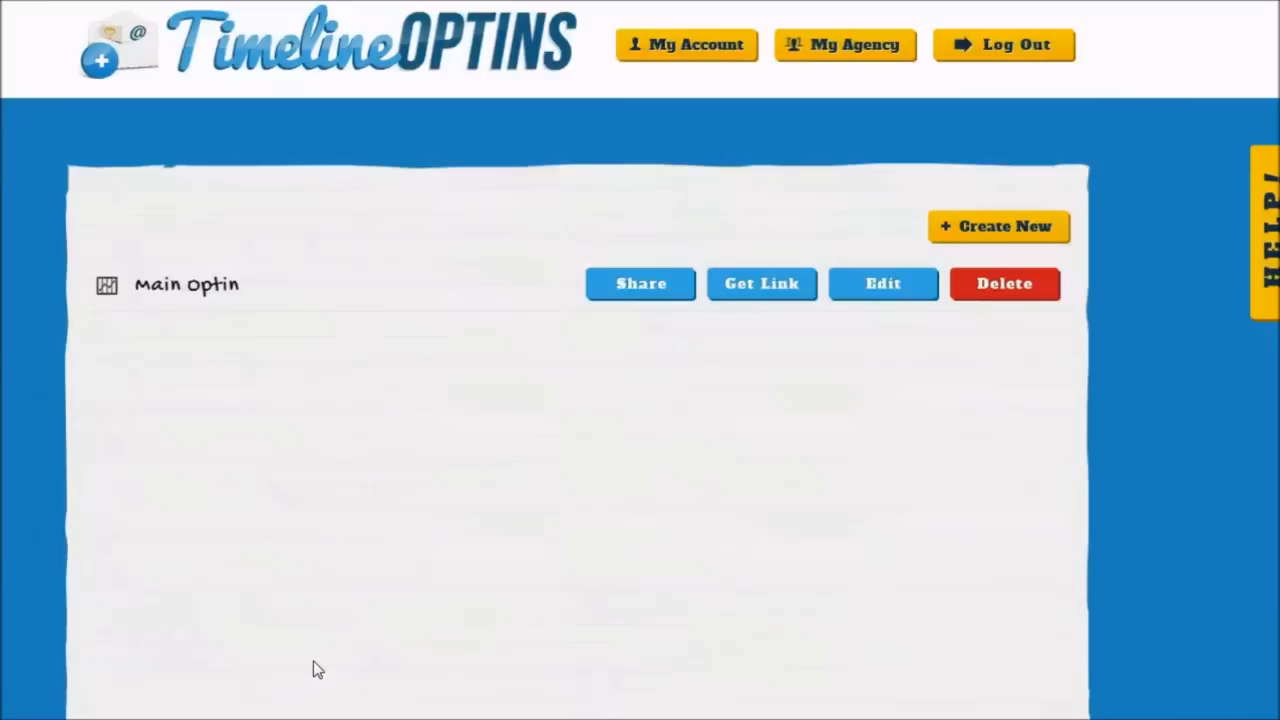 @
TimelineOPTINS
My Account
My Agency
Log Out
HELP!
+ Create New
Main Optin
Share
Get Link
Edit
Delete